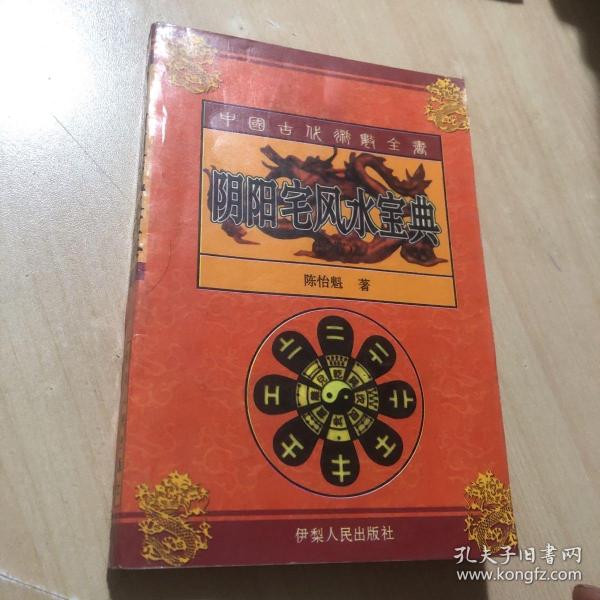 中國古代術數全書
阴阳宅风水宝典
陈怡魁 著
伊梨人民出版社
孔夫子旧书网
www.kongfz.com